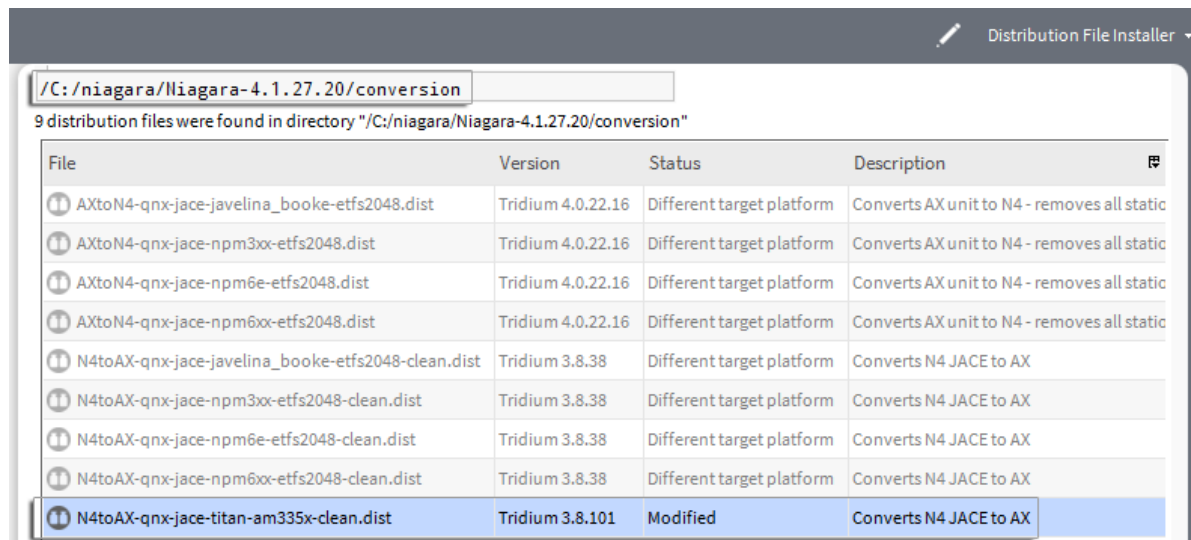 Distribution File Installer
/C:/niagara/Niagara-4.1.27.20/conversion
9 distribution files were found in directory "/C:/niagara/Niagara-4.1.27.20/conversion"
File Version Status Description
AXtoN4-qnx-jace-javelina_booke-etfs2048.dist Tridium 4.0.22.16 Different target platform Converts AX unit to N4 - removes all static
AXtoN4-qnx-jace-npm3xx-etfs2048.dist Tridium 4.0.22.16 Different target platform Converts AX unit to N4 - removes all static
AXtoN4-qnx-jace-npm6e-etfs2048.dist Tridium 4.0.22.16 Different target platform Converts AX unit to N4 - removes all static
AXtoN4-qnx-jace-npm6xx-etfs2048.dist Tridium 4.0.22.16 Different target platform Converts AX unit to N4 - removes all static
N4toAX-qnx-jace-javelina_booke-etfs2048-clean.dist Tridium 3.8.38 Different target platform Converts N4 JACE to AX
N4toAX-qnx-jace-npm3xx-etfs2048-clean.dist Tridium 3.8.38 Different target platform Converts N4 JACE to AX
N4toAX-qnx-jace-npm6e-etfs2048-clean.dist Tridium 3.8.38 Different target platform Converts N4 JACE to AX
N4toAX-qnx-jace-npm6xx-etfs2048-clean.dist Tridium 3.8.38 Different target platform Converts N4 JACE to AX
N4toAX-qnx-jace-titan-am335x-clean.dist Tridium 3.8.101 Modified Converts N4 JACE to AX